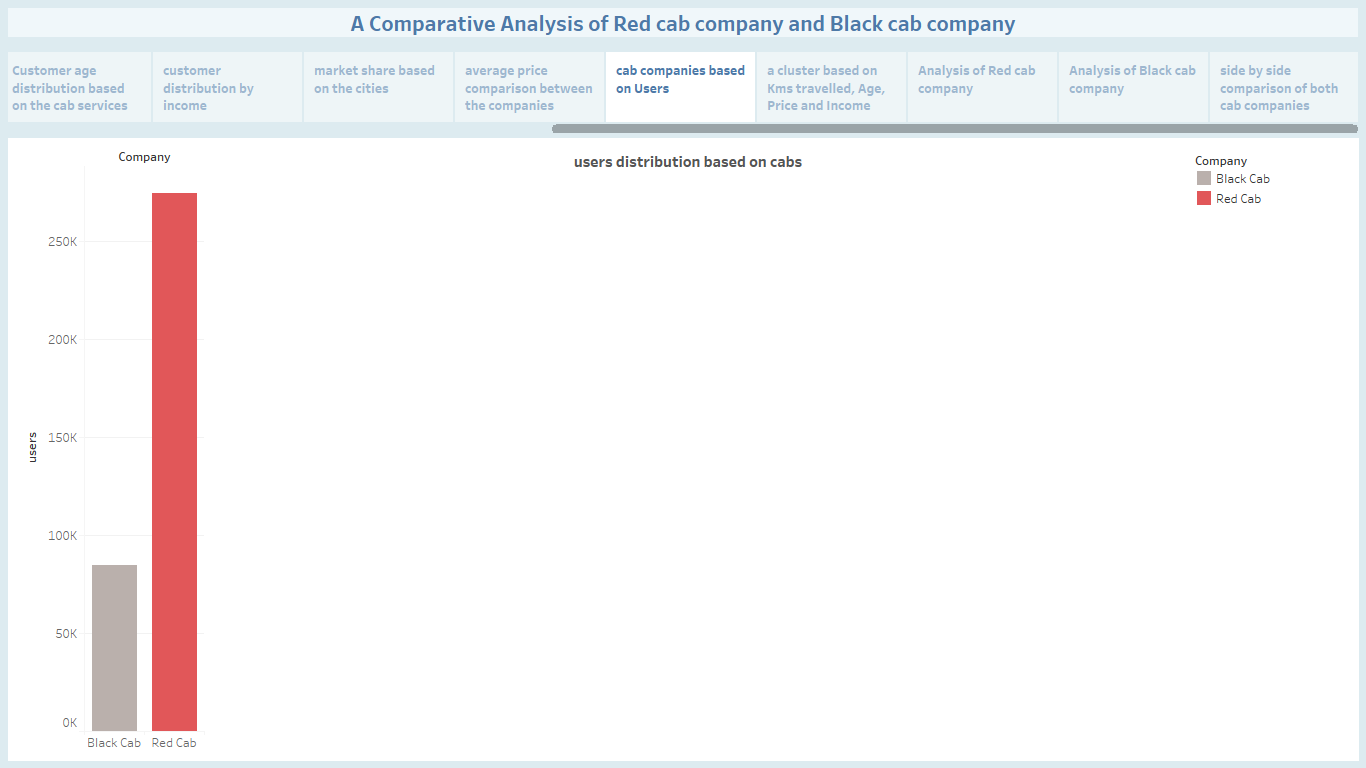 A Comparative Analysis of Red cab company and Black cab company
Customer age
distribution based
on the cab services
customer
distribution by
income
market share based
on the cities
average price
comparison between
the companies
cab companies based
on Users
a cluster based on
Kms travelled, Age,
Price and Income
Analysis of Red cab
company
Analysis of Black cab
company
side by side
comparison of both
cab companies
users distribution based on cabs
Company
250K
200K
150K
100K
50K
0K
users
Black Cab
Red Cab
Company
Black Cab
Red Cab